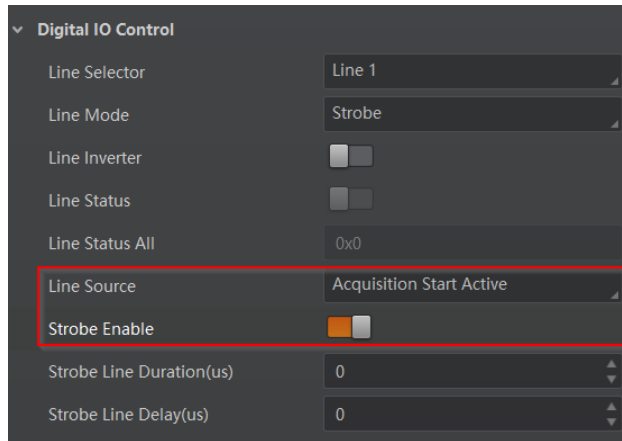 Digital IO Control
Line Selector Line 1
Line Mode Strobe
Line Inverter
Line Status
Line Status All 0x0
Line Source Acquisition Start Active
Strobe Enable
Strobe Line Duration(us) 0
Strobe Line Delay(us) 0